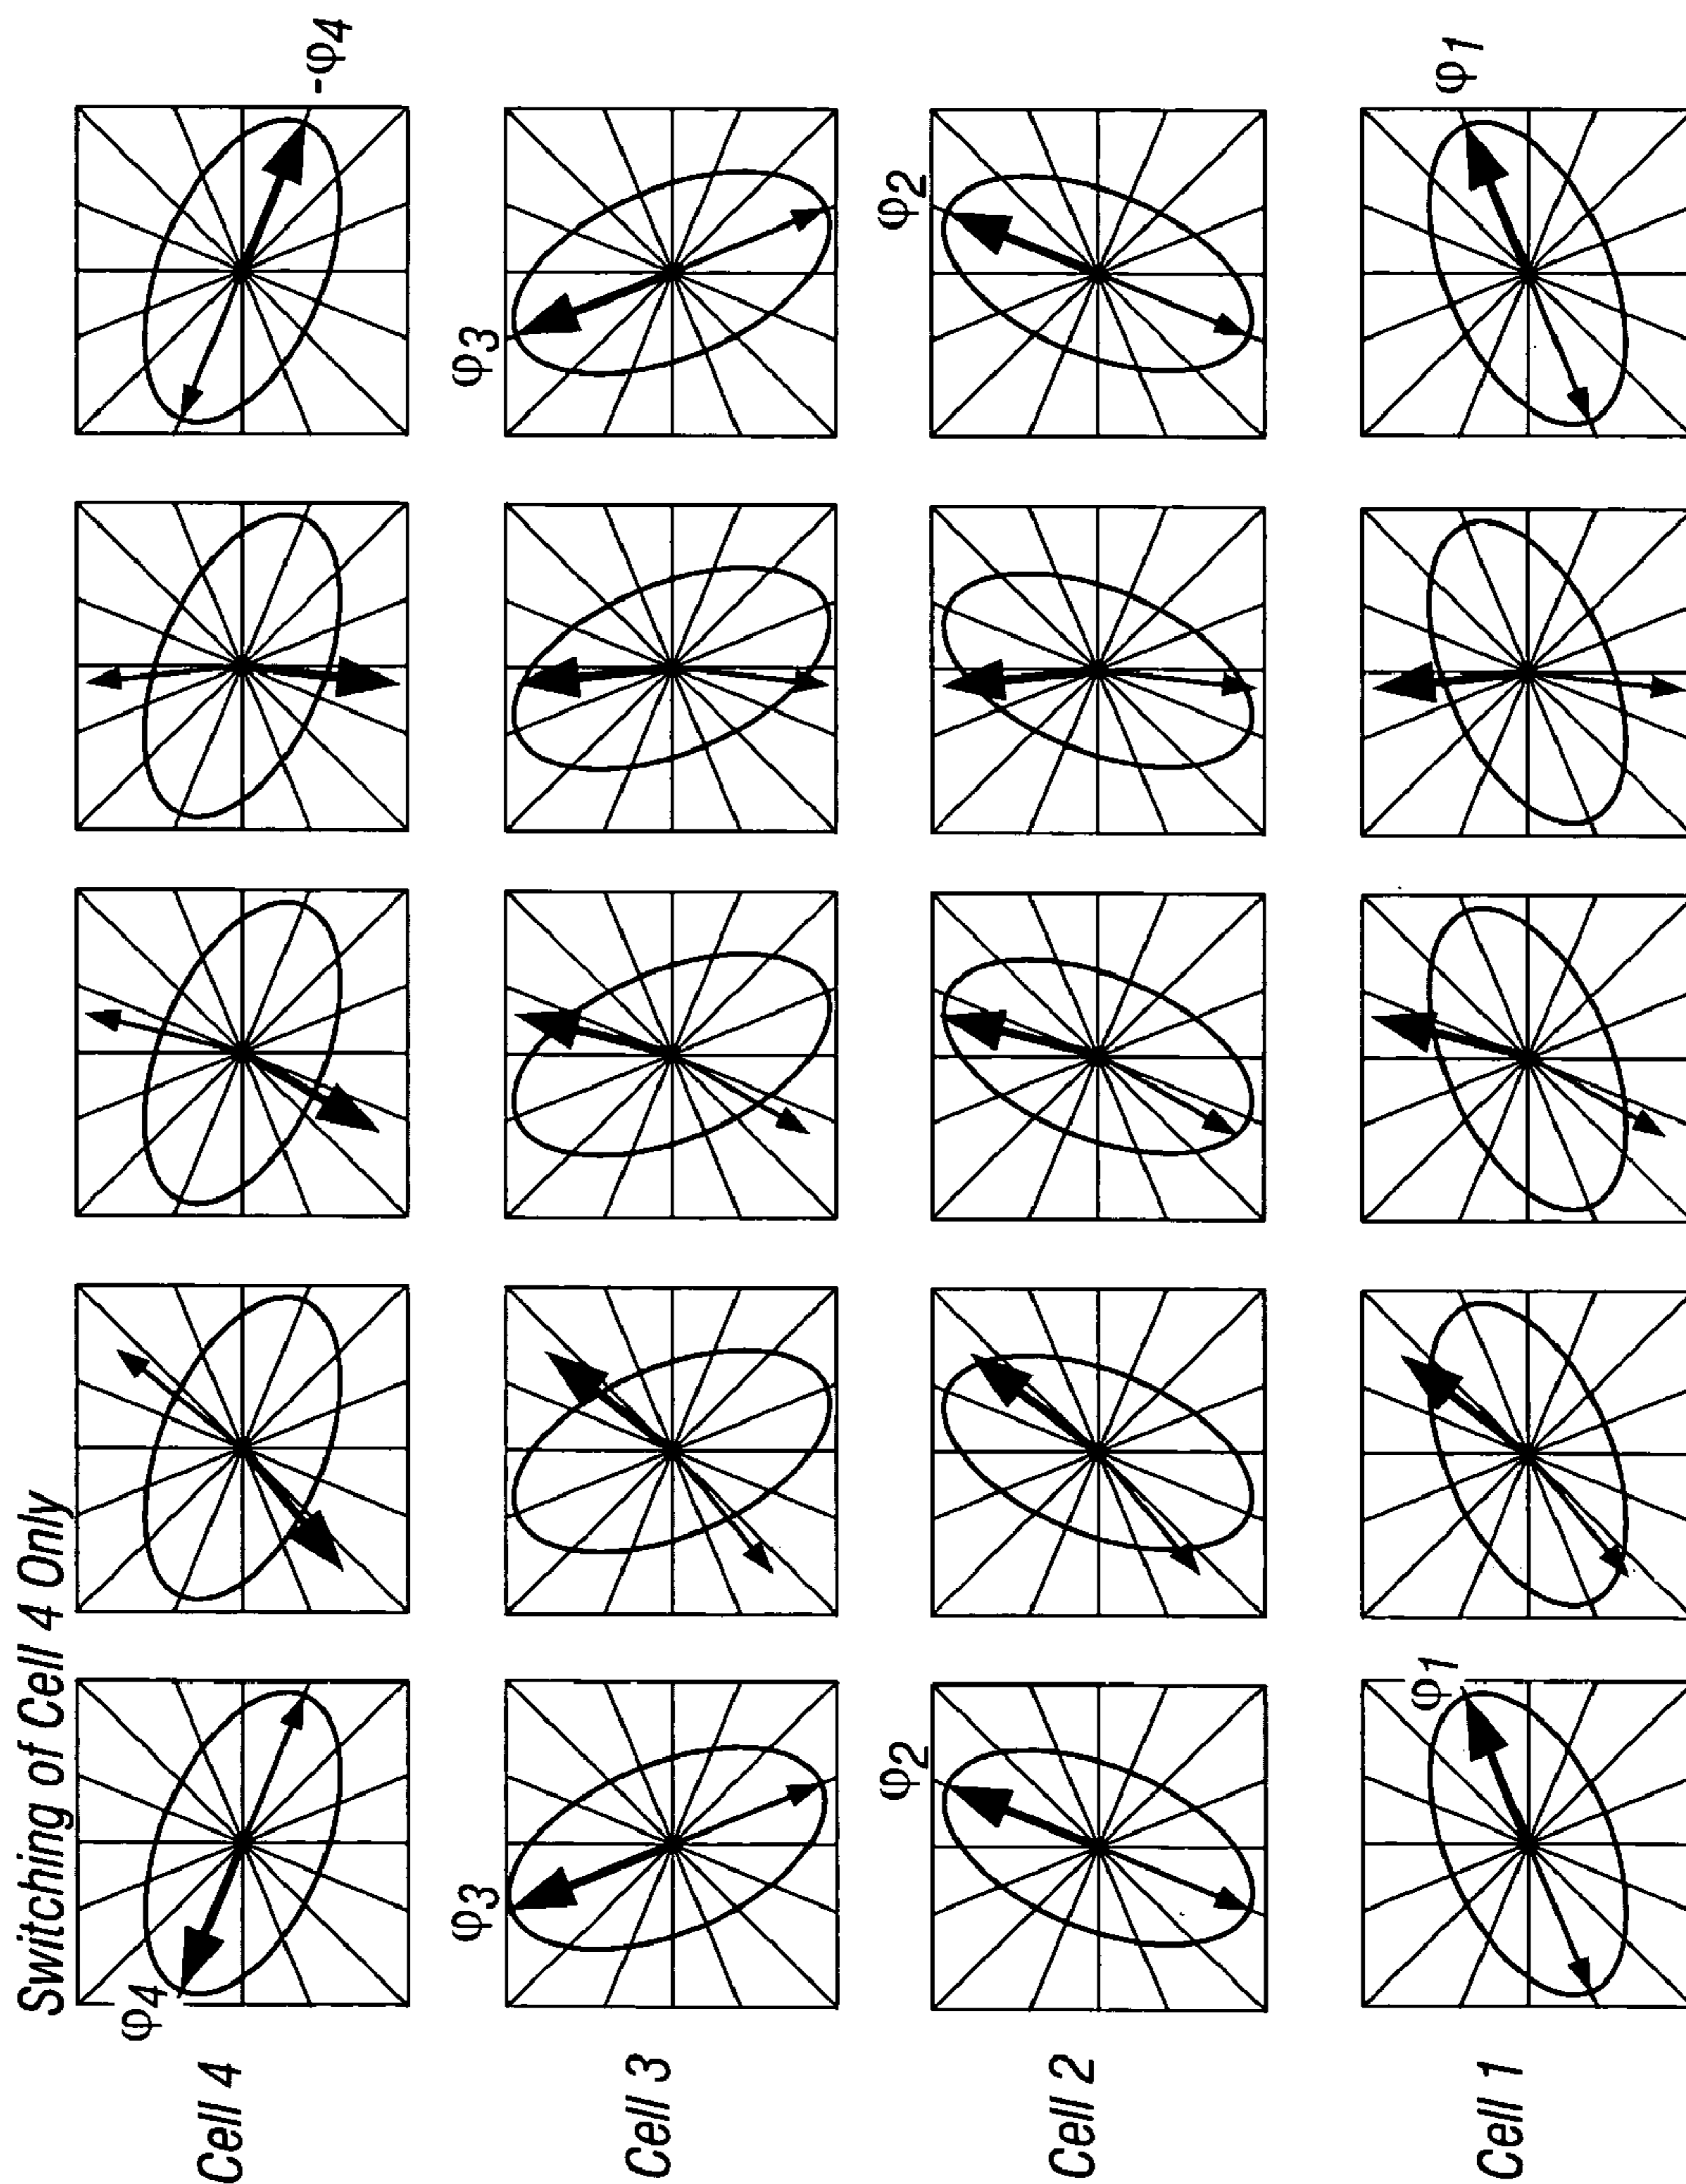 Switching of Cell 4 Only
φ4
Cell 4
-φ4
φ3
φ3
Cell 3
φ2
φ2
Cell 2
φ1
φ1
Cell 1